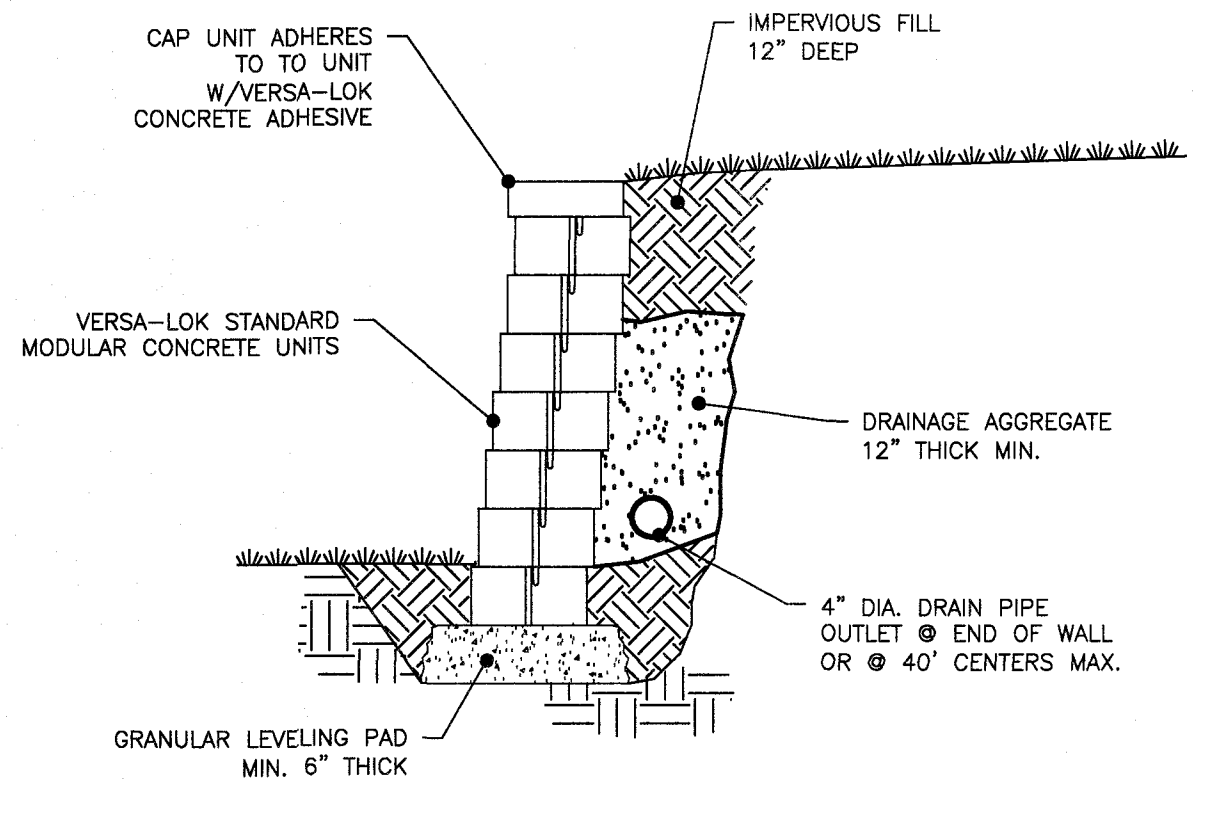 CAP UNIT ADHERES
TO TO UNIT
W/VERSA-LOK
CONCRETE ADHESIVE
IMPERVIOUS FILL
12" DEEP
VERSA-LOK STANDARD
MODULAR CONCRETE UNITS
DRAINAGE AGGREGATE
12" THICK MIN.
4" DIA. DRAIN PIPE
OUTLET @ END OF WALL
OR @ 40' CENTERS MAX.
GRANULAR LEVELING PAD
MIN. 6" THICK